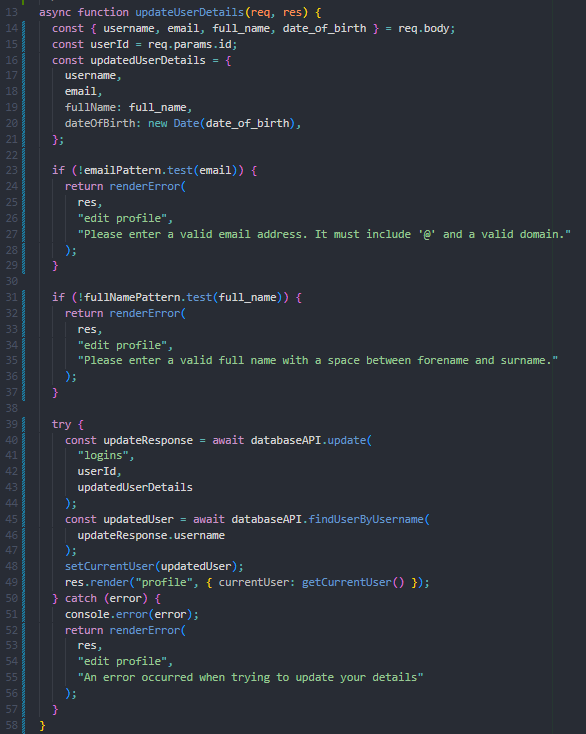 13 async function updateUserDetails(req, res) {
14   const { username, email, full_name, date_of_birth } = req.body;
15   const userId = req.params.id;
16   const updatedUserDetails = {
17     username,
18     email,
19     fullName: full_name,
20     dateOfBirth: new Date(date_of_birth),
21   };
22
23   if (!emailPattern.test(email)) {
24     return renderError(
25       res,
26       "edit profile",
27       "Please enter a valid email address. It must include '@' and a valid domain."
28     );
29   }
30
31   if (!fullNamePattern.test(full_name)) {
32     return renderError(
33       res,
34       "edit profile",
35       "Please enter a valid full name with a space between forename and surname."
36     );
37   }
38
39   try {
40     const updateResponse = await databaseAPI.update(
41       "logins",
42       userId,
43       updatedUserDetails
44     );
45     const updatedUser = await databaseAPI.findUserByUsername(
46       updateResponse.username
47     );
48     setCurrentUser(updatedUser);
49     res.render("profile", { currentUser: getCurrentUser() });
50   } catch (error) {
51     console.error(error);
52     return renderError(
53       res,
54       "edit profile",
55       "An error occurred when trying to update your details"
56     );
57   }
58 }